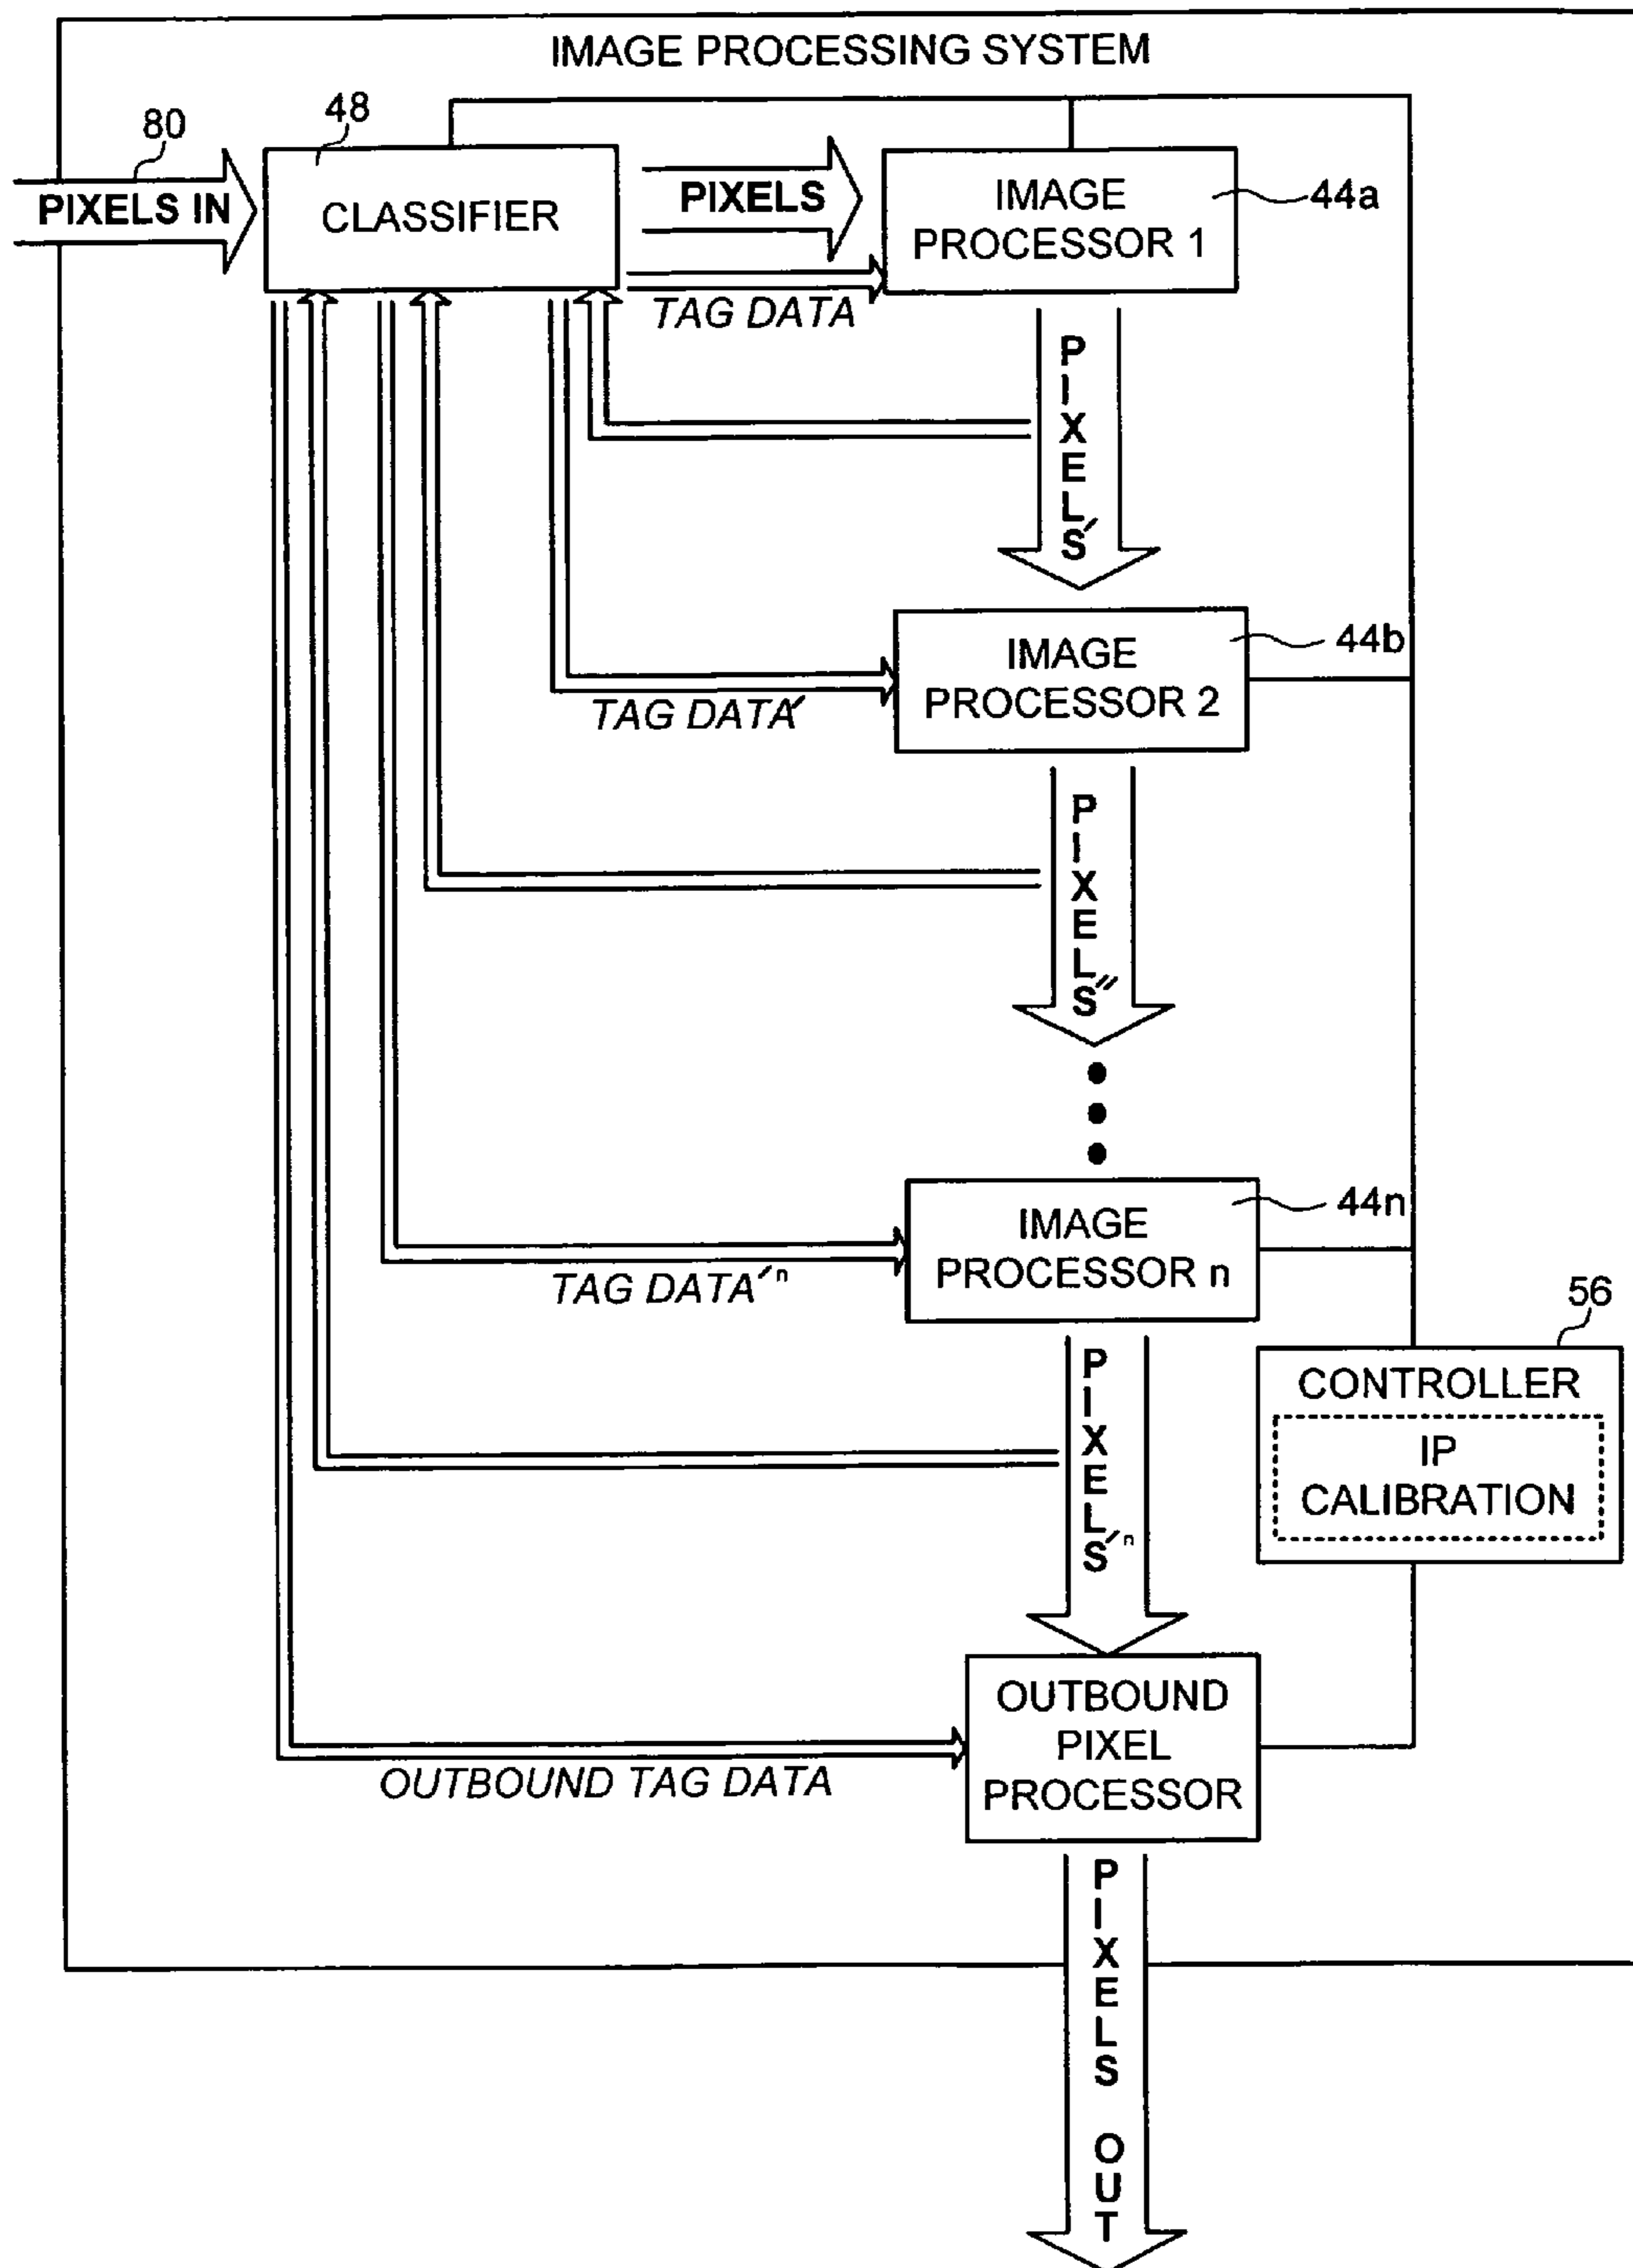 IMAGE PROCESSING SYSTEM
80
48
PIXELS IN
CLASSIFIER
PIXELS
IMAGE
PROCESSOR 1
44a
TAG DATA
PIXELS′
IMAGE
PROCESSOR 2
44b
TAG DATA′
PIXELS″
IMAGE
PROCESSOR n
44n
TAG DATA′ⁿ
56
CONTROLLER
IP
CALIBRATION
PIXELS′ⁿ
OUTBOUND
PIXEL
PROCESSOR
OUTBOUND TAG DATA
PIXELS OUT